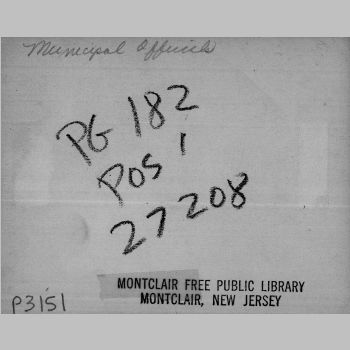 Municipal Officials
PG 182
POS 1
27208
MONTCLAIR FREE PUBLIC LIBRARY
MONTCLAIR, NEW JERSEY
P3151